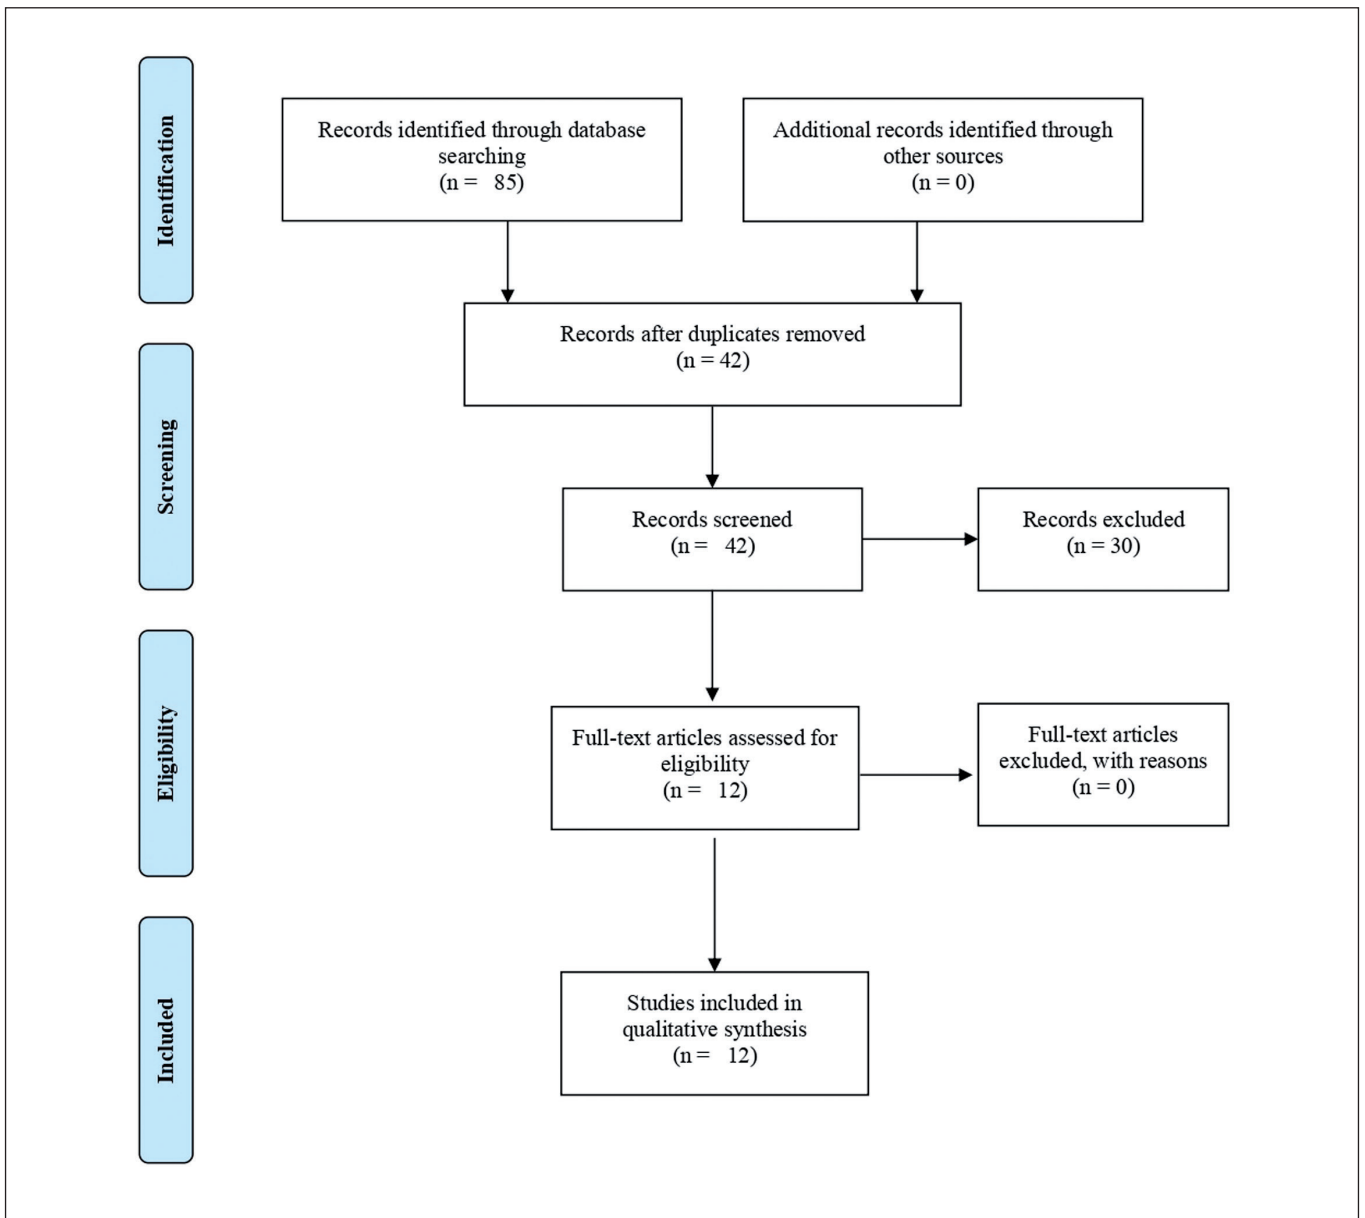 Identification
Records identified through database
searching
(n =   85)
Additional records identified through
other sources
(n = 0)
Records after duplicates removed
(n = 42)
Screening
Records screened
(n =   42)
Records excluded
(n = 30)
Eligibility
Full-text articles assessed for
eligibility
(n =   12)
Full-text articles
excluded, with reasons
(n = 0)
Included
Studies included in
qualitative synthesis
(n =   12)